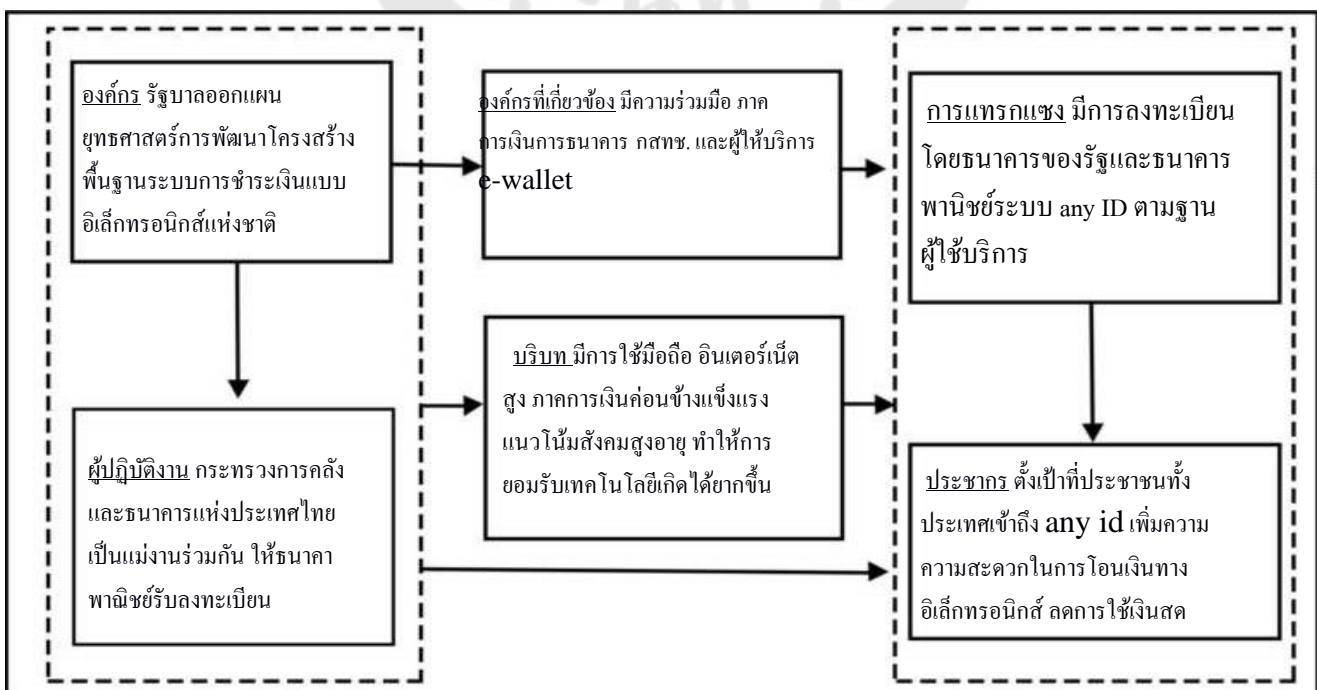 องค์กร รัฐบาลออกแผน
ยุทธศาสตร์การพัฒนาโครงสร้าง
พื้นฐานระบบการชำระเงินแบบ
อิเล็กทรอนิกส์แห่งชาติ
องค์กรที่เกี่ยวข้อง มีความร่วมมือ ภาค
การเงินการธนาคาร กสทช. และผู้ให้บริการ
e-wallet
การแทรกแซง มีการลงทะเบียน
โดยธนาคารของรัฐและธนาคาร
พานิชย์ระบบ any ID ตามฐาน
ผู้ใช้บริการ
บริบท มีการใช้มือถือ อินเตอร์เน็ต
สูง ภาคการเงินค่อนข้างแข็งแรง
แนวโน้มสังคมสูงอายุ ทำให้การ
ยอมรับเทคโนโลยีเกิดได้ยากขึ้น
ผู้ปฏิบัติงาน กระทรวงการคลัง
และธนาคารแห่งประเทศไทย
เป็นแม่งานร่วมกัน ให้ธนาคา
พาณิชย์รับลงทะเบียน
ประชากร ตั้งเป้าที่ประชาชนทั้ง
ประเทศเข้าถึง any id เพิ่มความ
ความสะดวกในการโอนเงินทาง
อิเล็กทรอนิกส์ ลดการใช้เงินสด